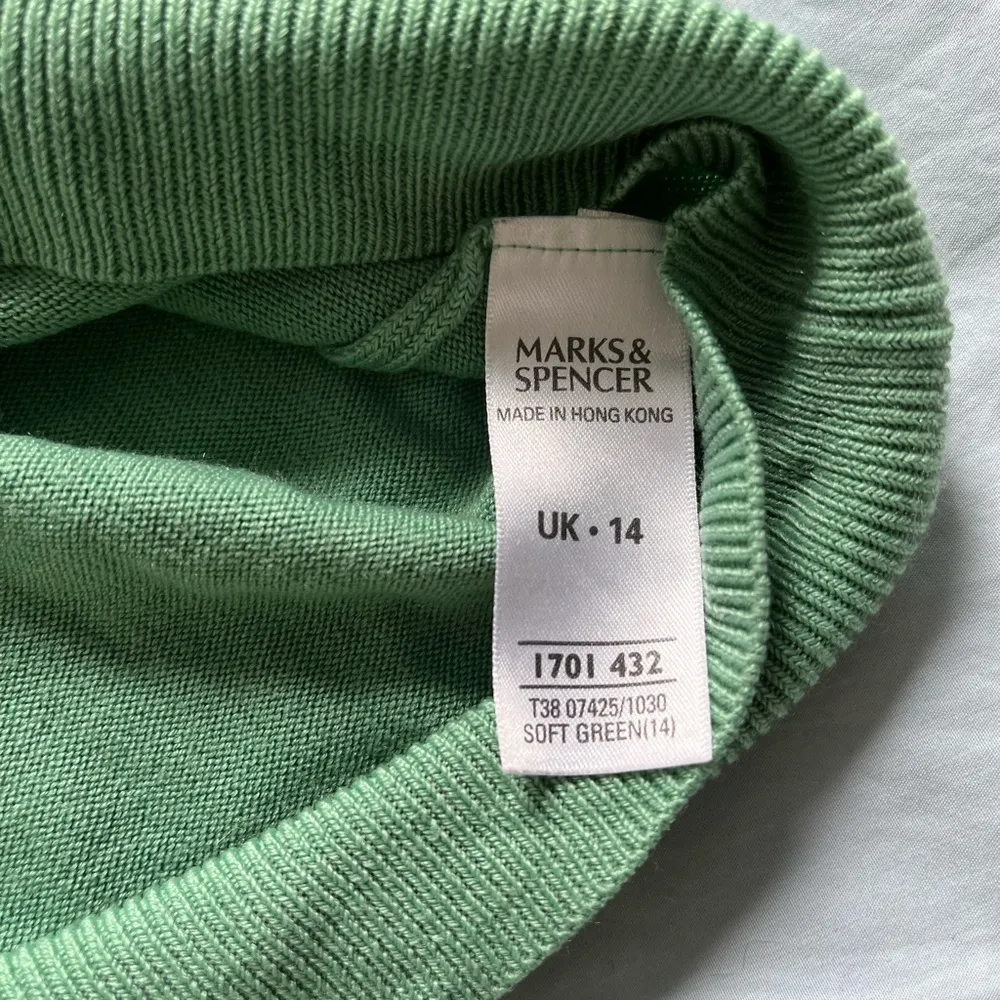 MARKS &
SPENCER
MADE IN HONG KONG
UK • 14
1701 432
T38 07425/1030
SOFT GREEN(14)